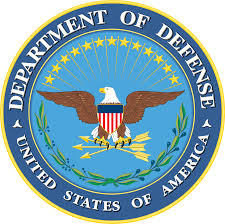 DEPARTMENT OF DEFENSE
UNITED STATES OF AMERICA